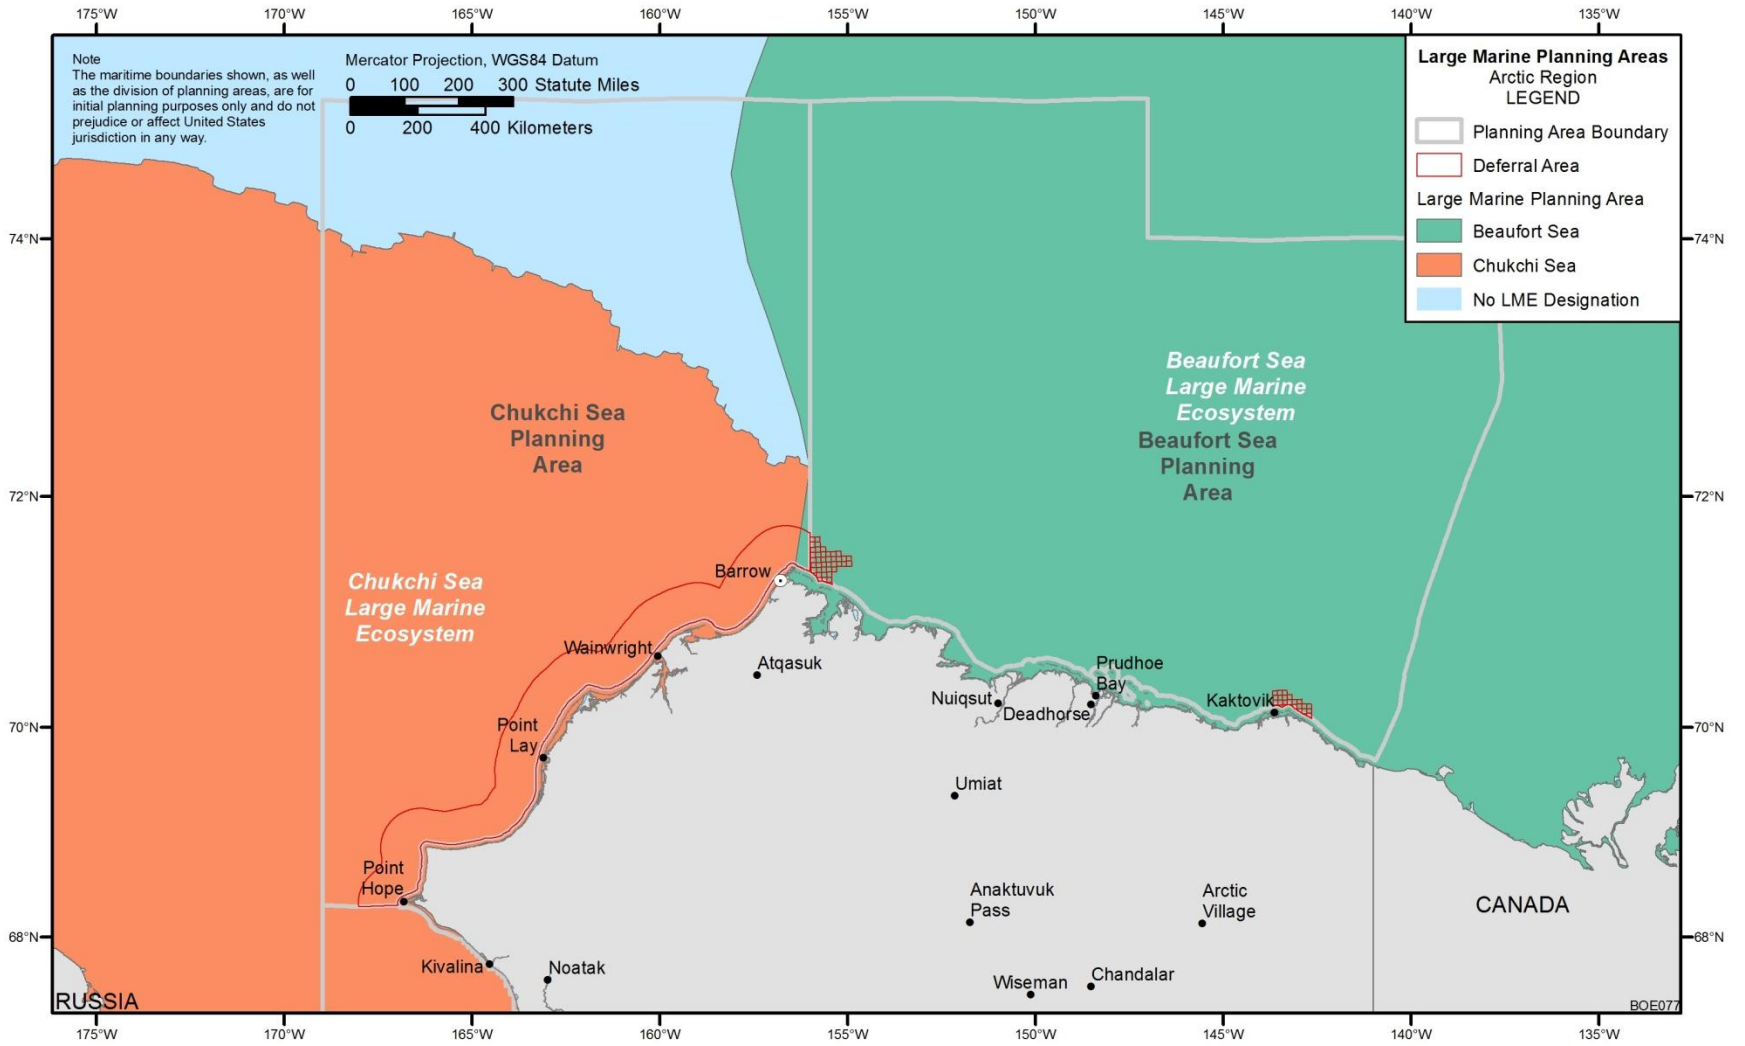 175°W 170°W 165°W 160°W 155°W 150°W 145°W 140°W 135°W
Note
The maritime boundaries shown, as well
as the division of planning areas, are for
initial planning purposes only and do not
prejudice or affect United States
jurisdiction in any way.
Mercator Projection, WGS84 Datum
0 100 200 300 Statute Miles
0 200 400 Kilometers
Large Marine Planning Areas
Arctic Region
LEGEND
Planning Area Boundary
Deferral Area
Large Marine Planning Area
Beaufort Sea
Chukchi Sea
No LME Designation
74°N 74°N
Beaufort Sea
Large Marine
Ecosystem
Chukchi Sea
Planning
Area
Beaufort Sea
Planning
Area
72°N 72°N
Chukchi Sea
Large Marine
Ecosystem
Barrow
Wainwright
Atqasuk
Prudhoe
Bay
Nuiqsut
Deadhorse
Kaktovik
Point
Lay
70°N 70°N
Umiat
Point
Hope
Anaktuvuk
Pass
Arctic
Village
CANADA
68°N 68°N
Kivalina
Noatak
Wiseman
Chandalar
RUSSIA
BOE077
175°W 170°W 165°W 160°W 155°W 150°W 145°W 140°W 135°W